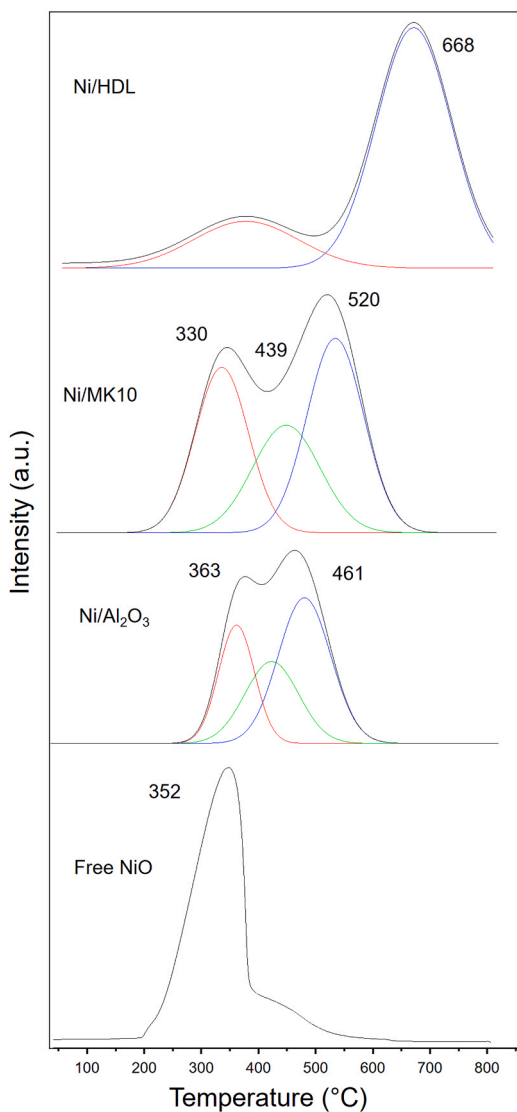 668
Ni/HDL
520
330
439
Ni/MK10
363
461
Ni/Al₂O₃
352
Free NiO
Intensity (a.u.)
100 200 300 400 500 600 700 800
Temperature (°C)